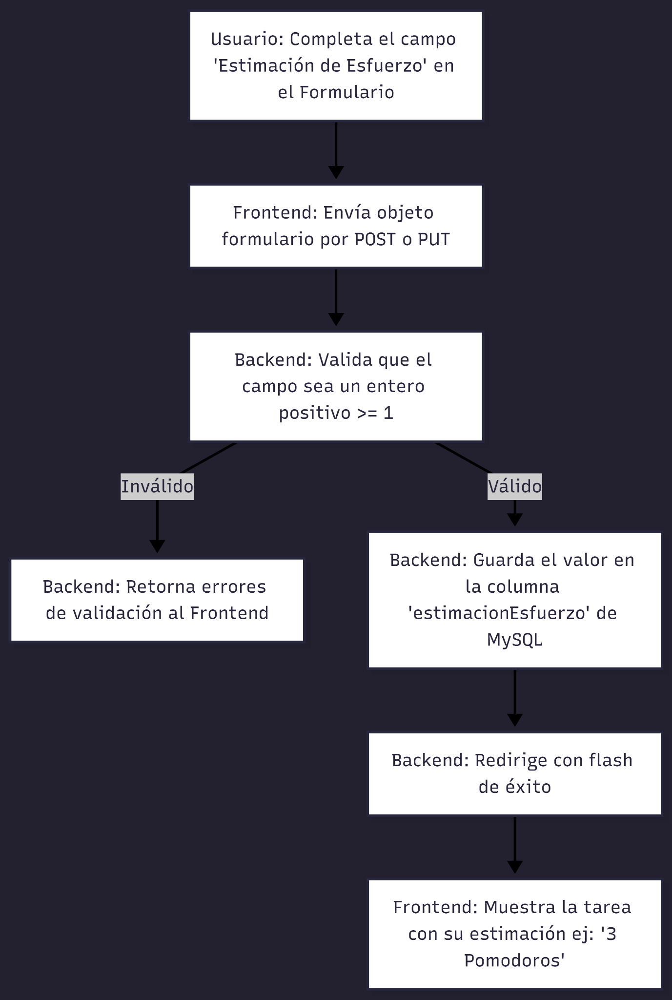 Usuario: Completa el campo
'Estimación de Esfuerzo' en
el Formulario
Frontend: Envía objeto
formulario por POST o PUT
Backend: Valida que el
campo sea un entero
positivo >= 1
Inválido
Válido
Backend: Retorna errores
de validación al Frontend
Backend: Guarda el valor en
la columna
'estimacionEsfuerzo' de
MySQL
Backend: Redirige con flash
de éxito
Frontend: Muestra la tarea
con su estimación ej: '3
Pomodoros'